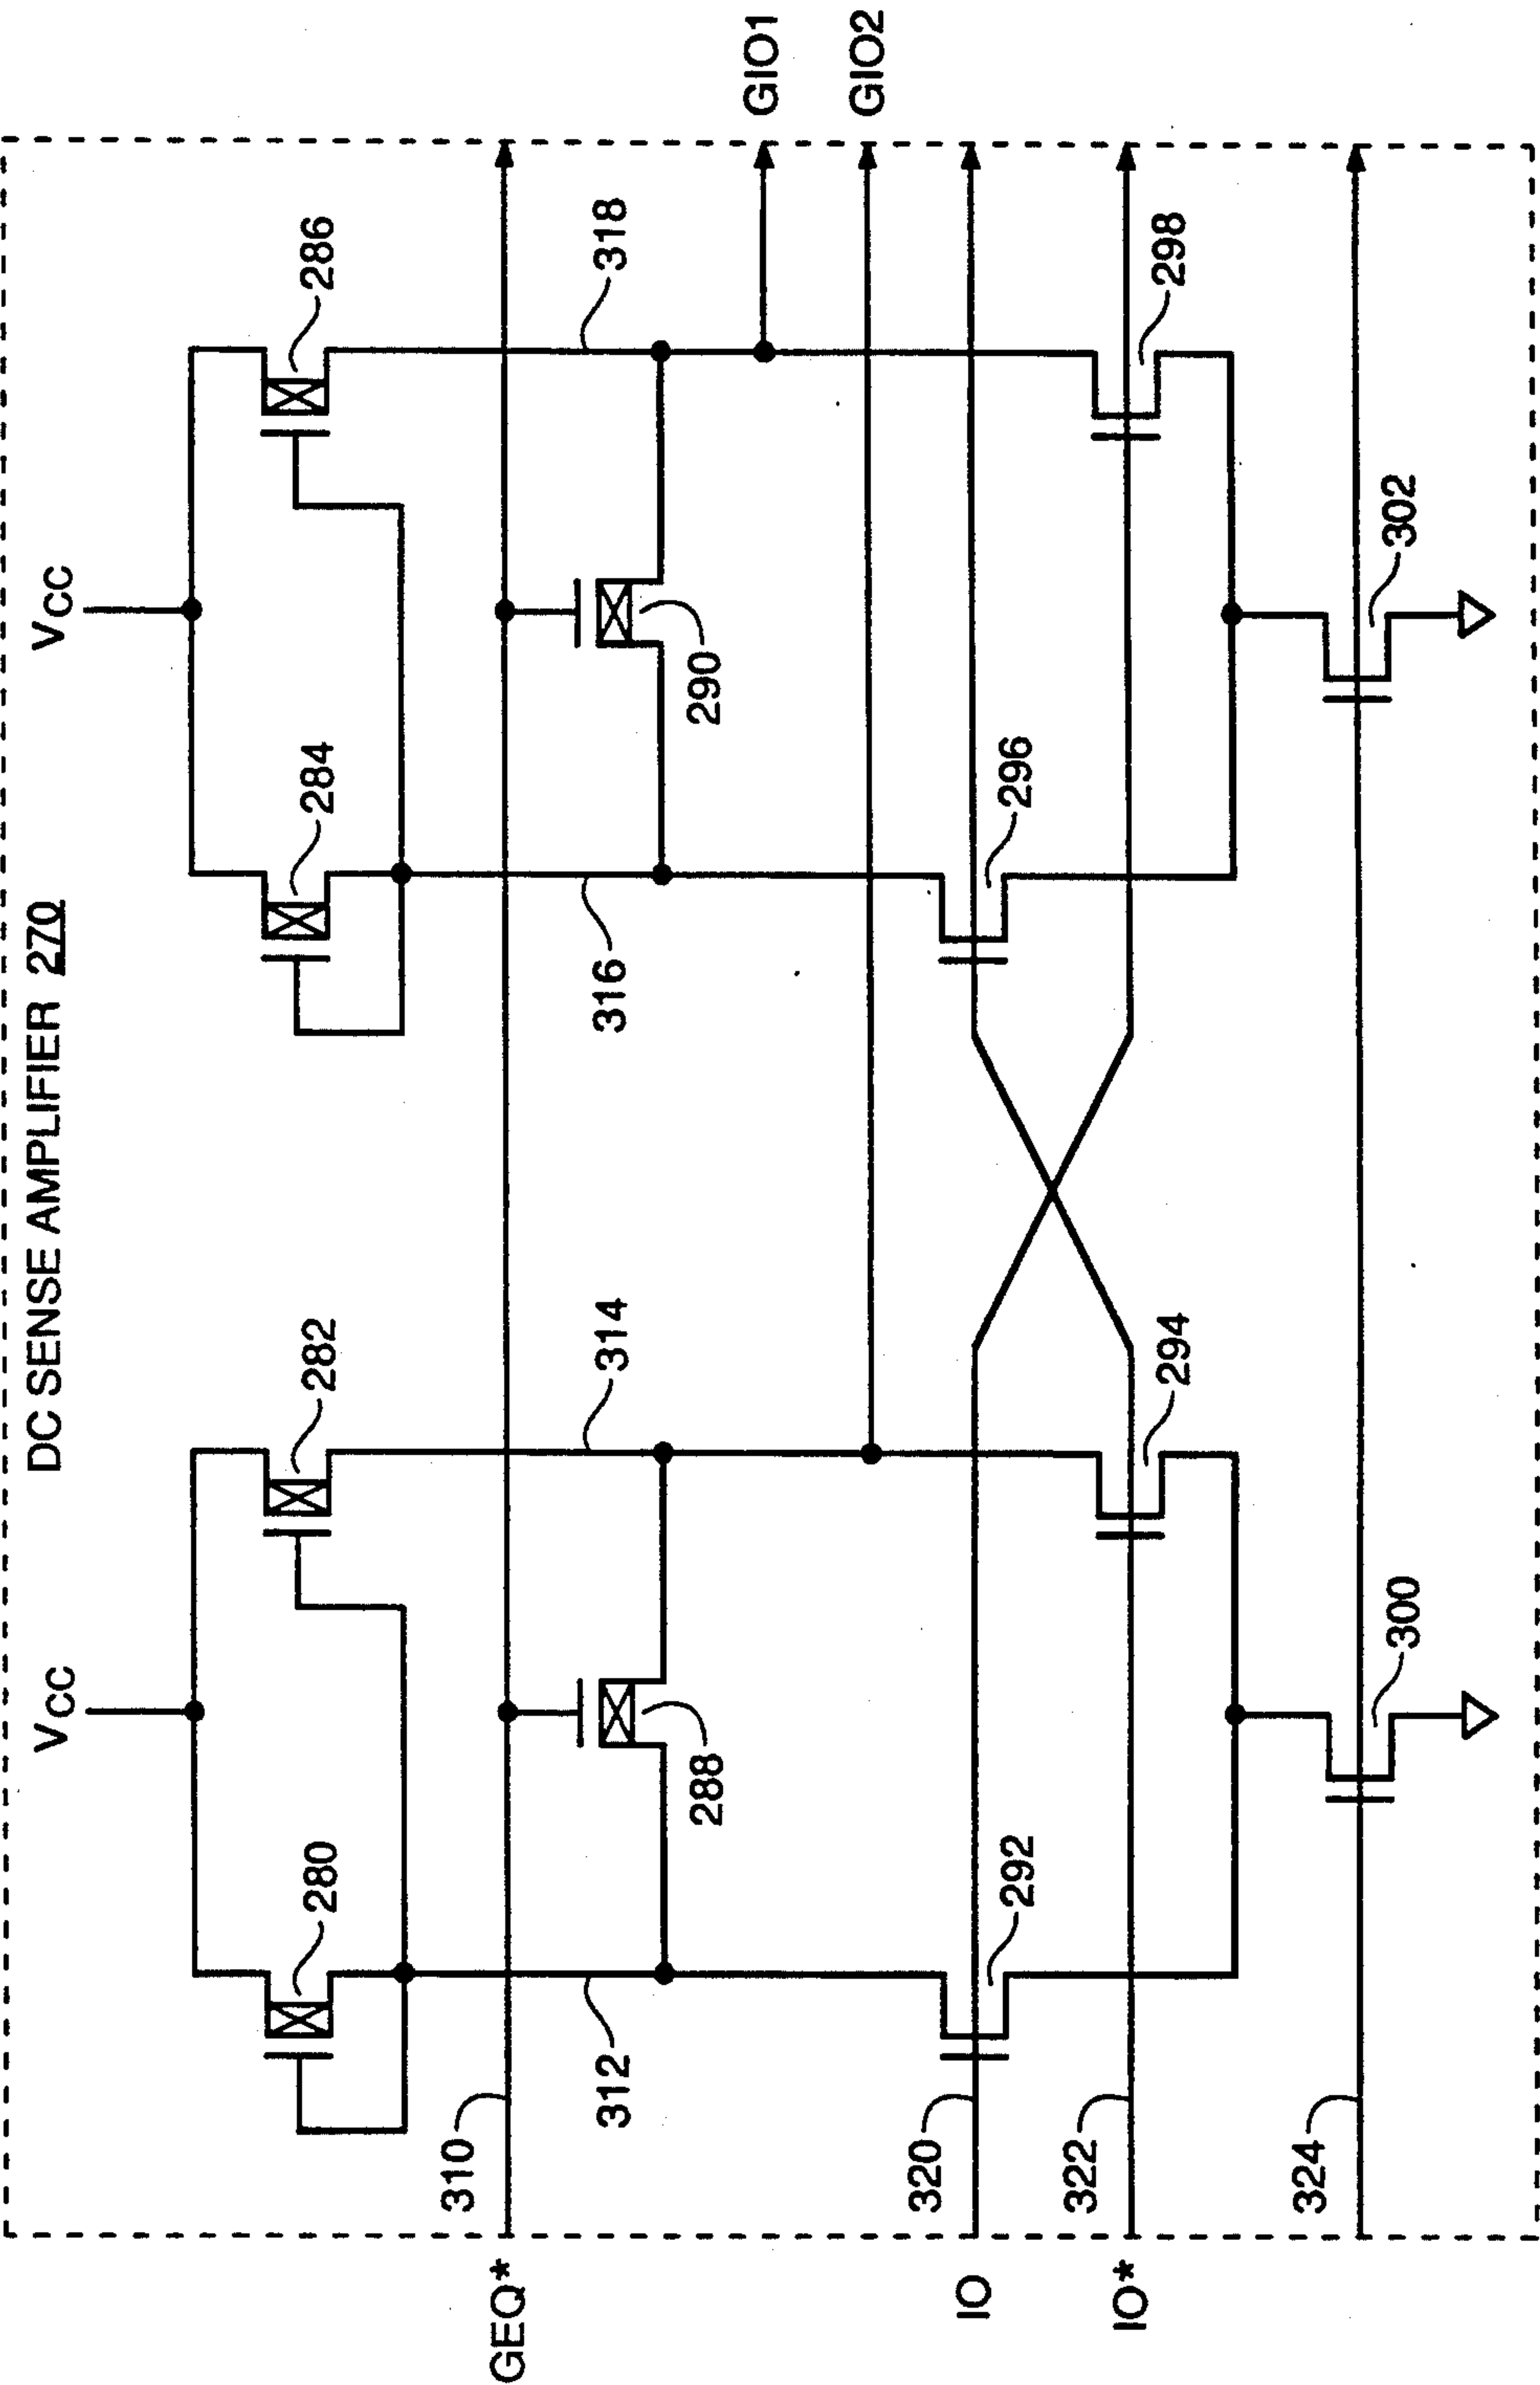 DC SENSE AMPLIFIER 270
VCC
VCC
280
282
284
286
GEQ*
310
312
288
314
316
290
318
GIO1
GIO2
IO
320
292
296
IO*
322
294
298
324
300
302